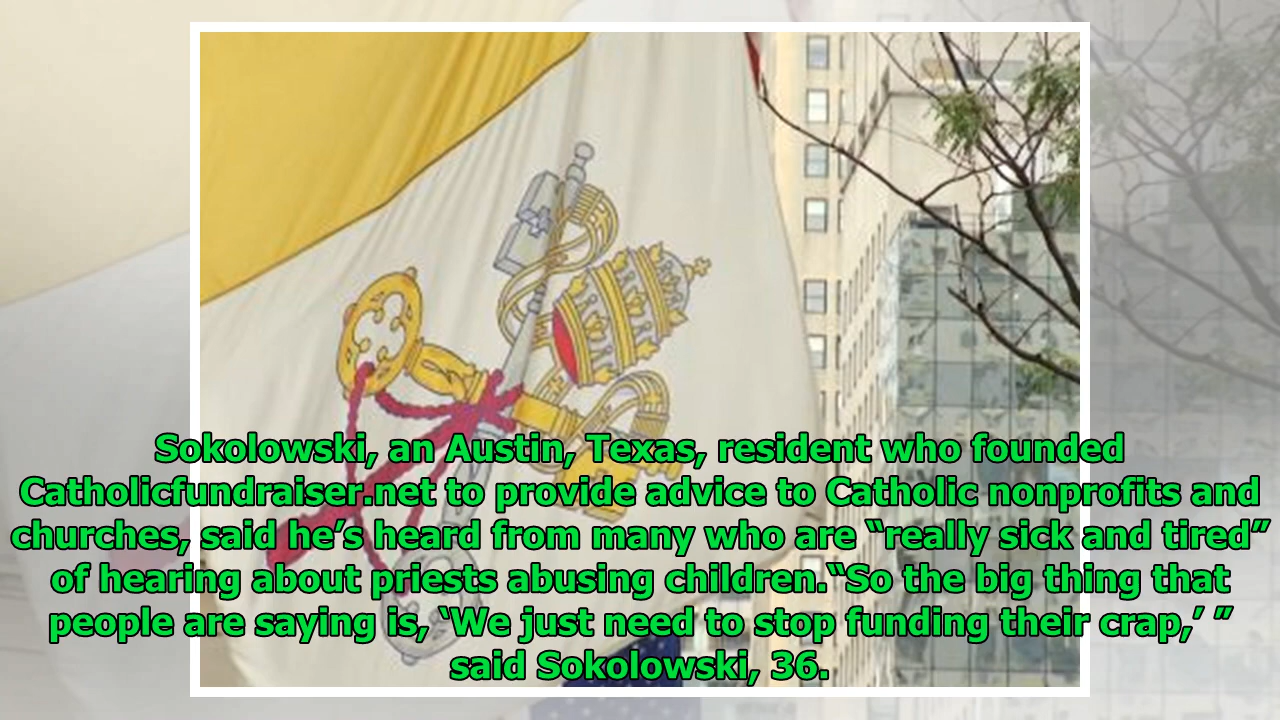 Sokolowski, an Austin, Texas, resident who founded
Catholicfundraiser.net to provide advice to Catholic nonprofits and
churches, said he’s heard from many who are “really sick and tired”
of hearing about priests abusing children.“So the big thing that
people are saying is, ‘We just need to stop funding their crap,’ ”
said Sokolowski, 36.